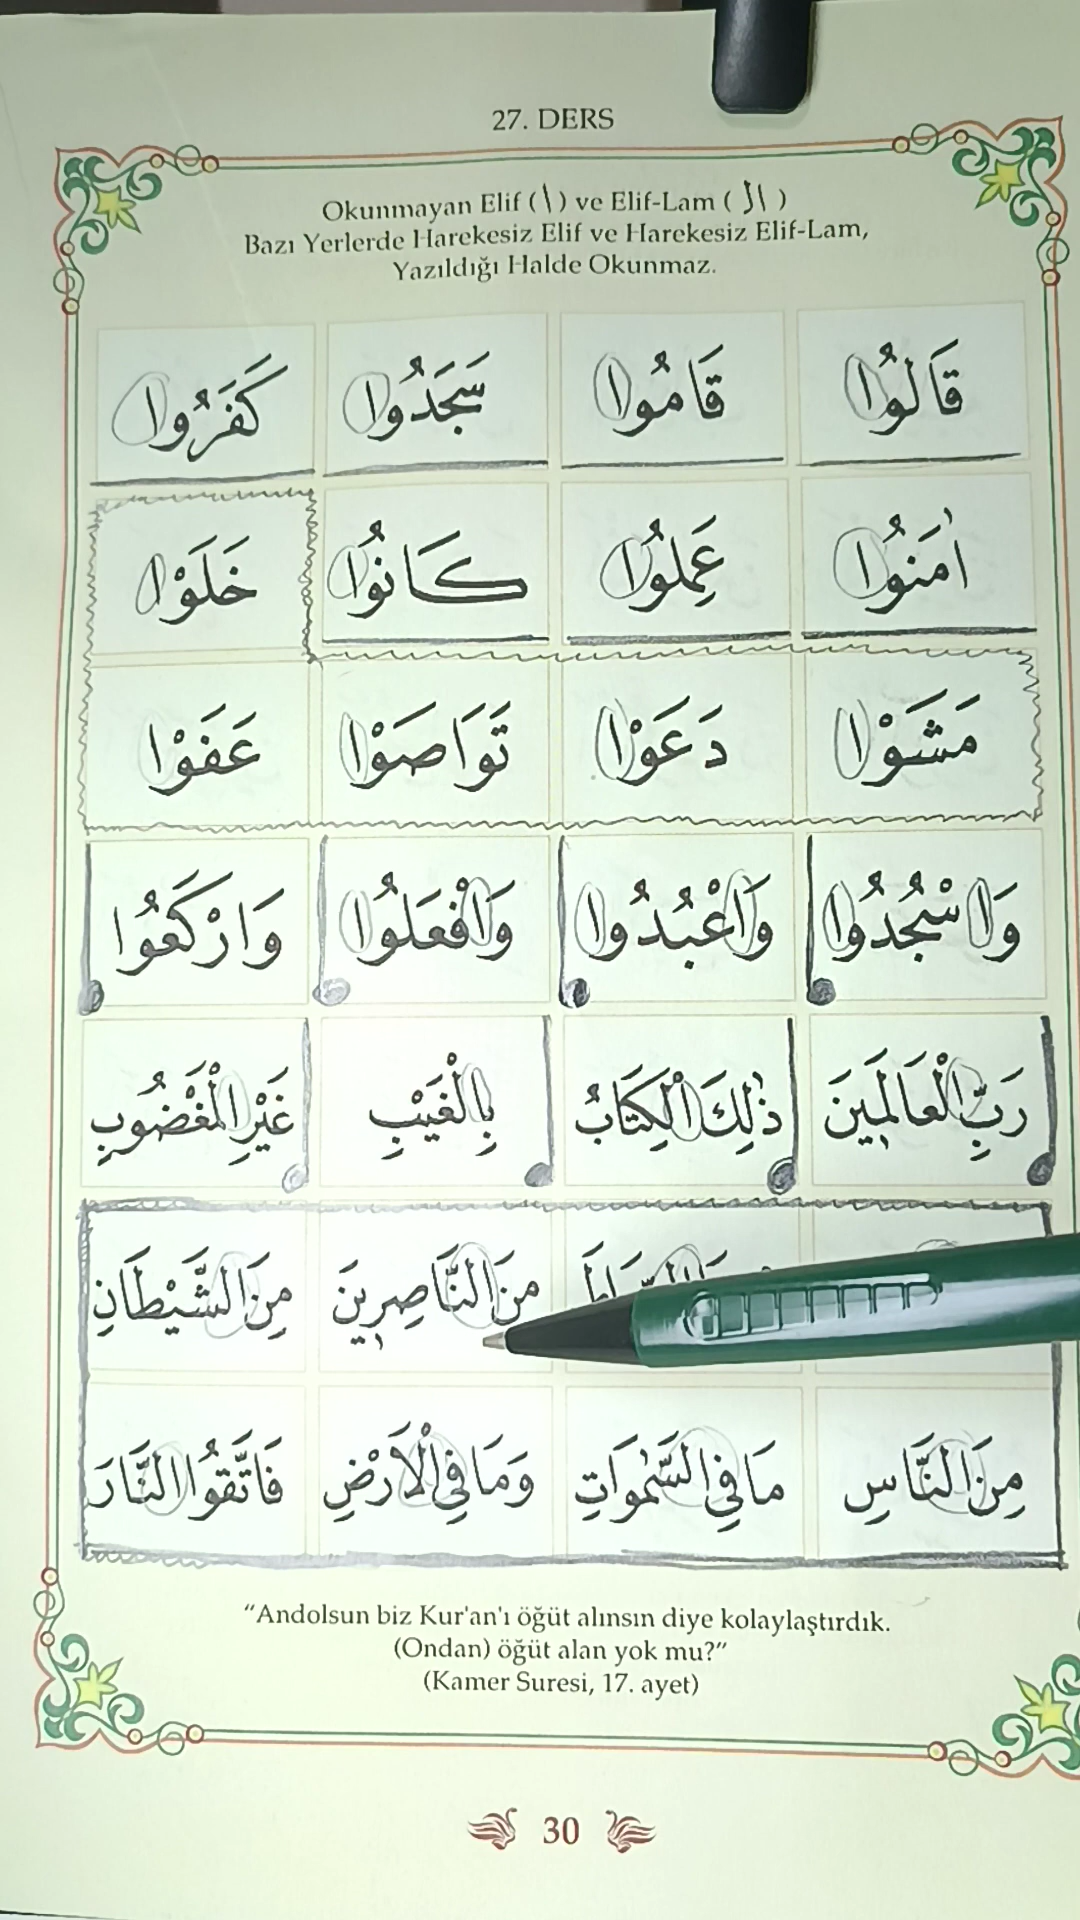 27. DERS
Okunmayan Elif ( ا ) ve Elif-Lam ( ال )
Bazı Yerlerde Harekesiz Elif ve Harekesiz Elif-Lam,
Yazıldığı Halde Okunmaz.
قَالُوا قَامُوا سَجَدُوا كَفَرُوا
اٰمَنُوا عَمِلُوا كَانُوا خَلَوْا
مَشَوْا دَعَوْا تَوَاصَوْا عَفَوْا
وَاسْجُدُوا وَاعْبُدُوا وَافْعَلُوا وَارْكَعُوا
رَبِّ الْعَالَمِينَ ذٰلِكَ الْكِتَابُ بِالْغَيْبِ غَيْرِ الْمَغْضُوبِ
مِنَ النَّاصِرِينَ مِنَ الشَّيْطَانِ
مِنَ النَّاسِ مَا فِي السَّمٰوَاتِ وَمَا فِي الْاَرْضِ فَاتَّقُوا النَّارَ
“Andolsun biz Kur'an'ı öğüt alınsın diye kolaylaştırdık.
(Ondan) öğüt alan yok mu?”
(Kamer Suresi, 17. ayet)
30